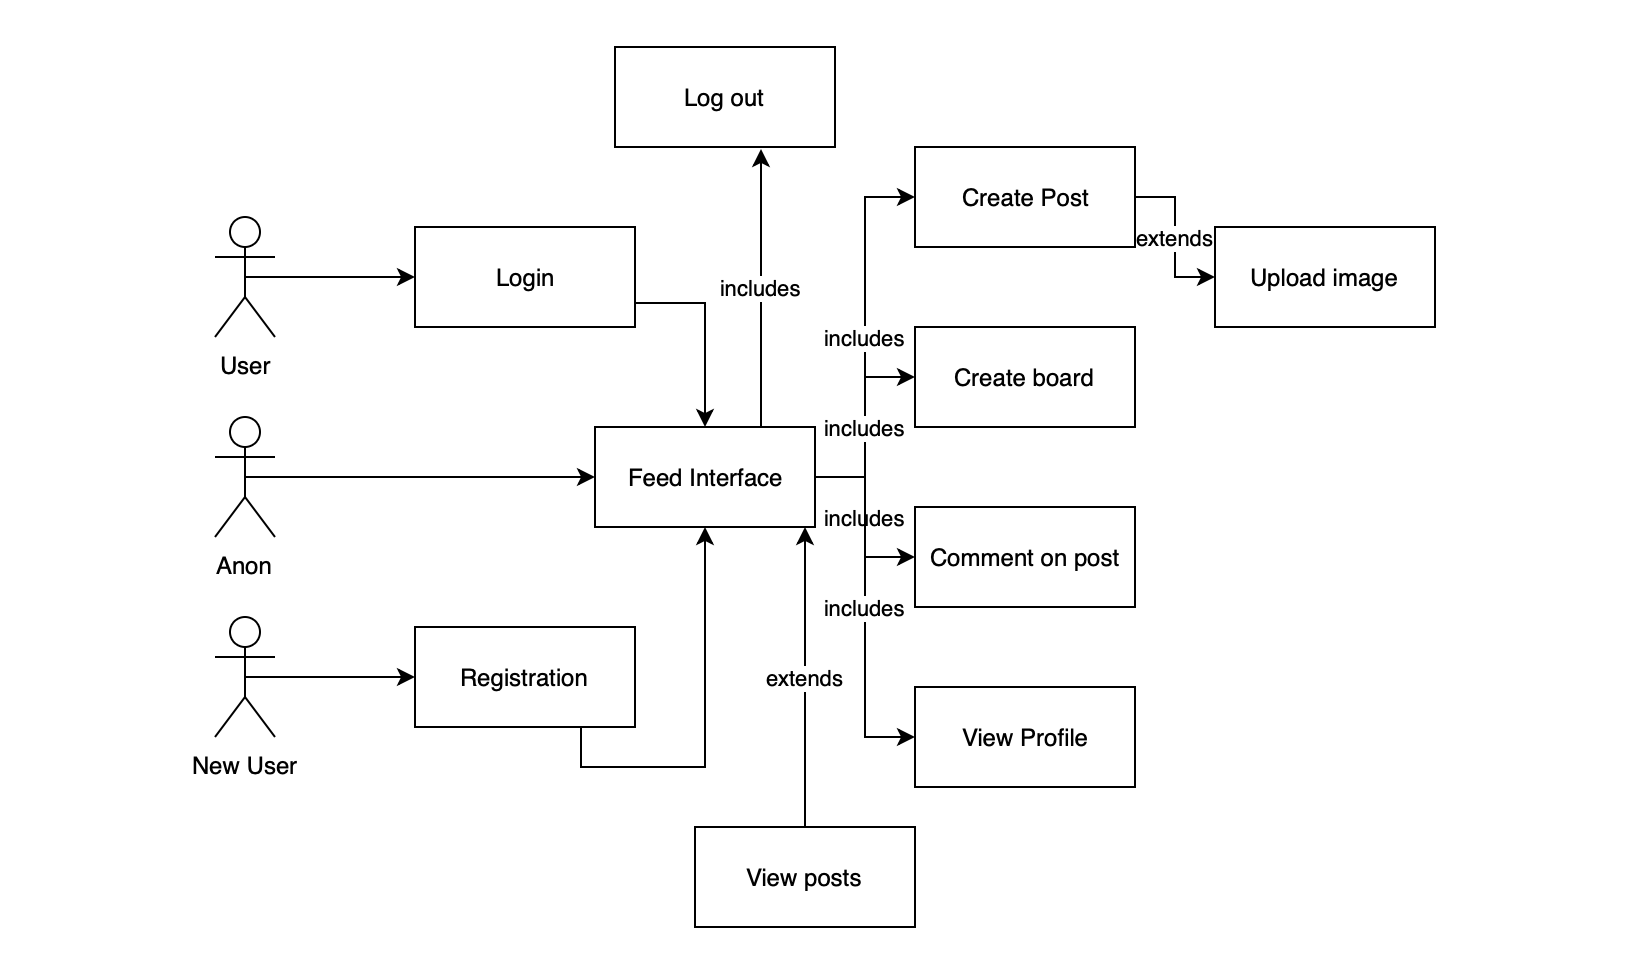 Log out
Create Post
extends
Upload image
Login
User
includes
includes
Create board
includes
Feed Interface
Anon
includes
Comment on post
includes
Registration
extends
New User
View Profile
View posts